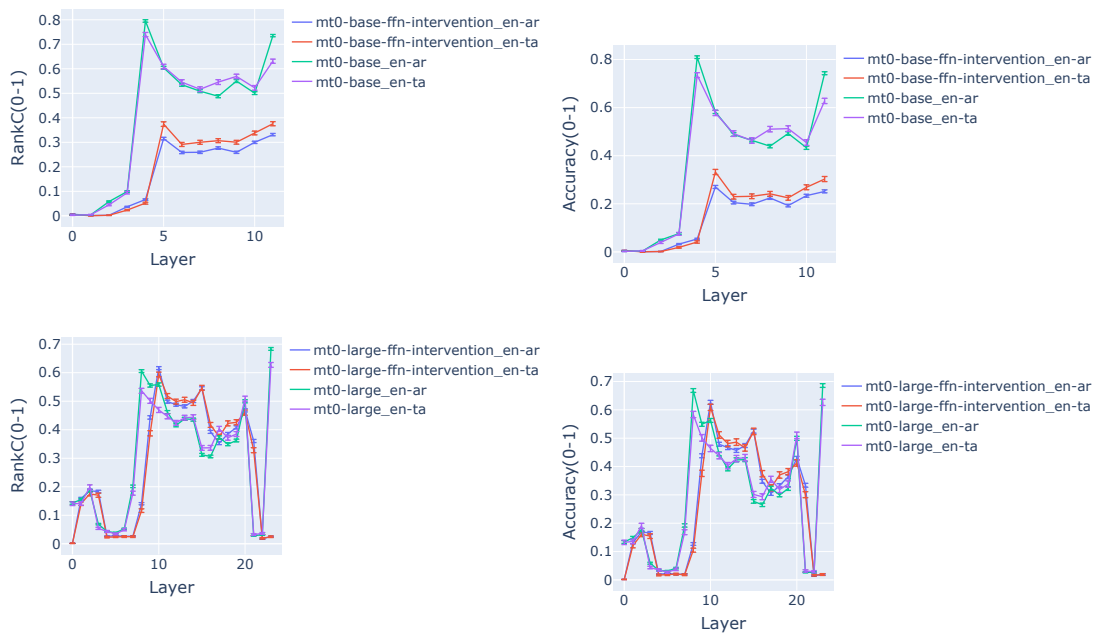 RankC(0-1)
0.8
0.7
0.6
0.5
0.4
0.3
0.2
0.1
0
0
5
10
Layer
mt0-base-ffn-intervention_en-ar
mt0-base-ffn-intervention_en-ta
mt0-base_en-ar
mt0-base_en-ta
Accuracy(0-1)
0.8
0.6
0.4
0.2
0
0
5
10
Layer
mt0-base-ffn-intervention_en-ar
mt0-base-ffn-intervention_en-ta
mt0-base_en-ar
mt0-base_en-ta
RankC(0-1)
0.7
0.6
0.5
0.4
0.3
0.2
0.1
0
0
10
20
Layer
mt0-large-ffn-intervention_en-ar
mt0-large-ffn-intervention_en-ta
mt0-large_en-ar
mt0-large_en-ta
Accuracy(0-1)
0.7
0.6
0.5
0.4
0.3
0.2
0.1
0
0
10
20
Layer
mt0-large-ffn-intervention_en-ar
mt0-large-ffn-intervention_en-ta
mt0-large_en-ar
mt0-large_en-ta